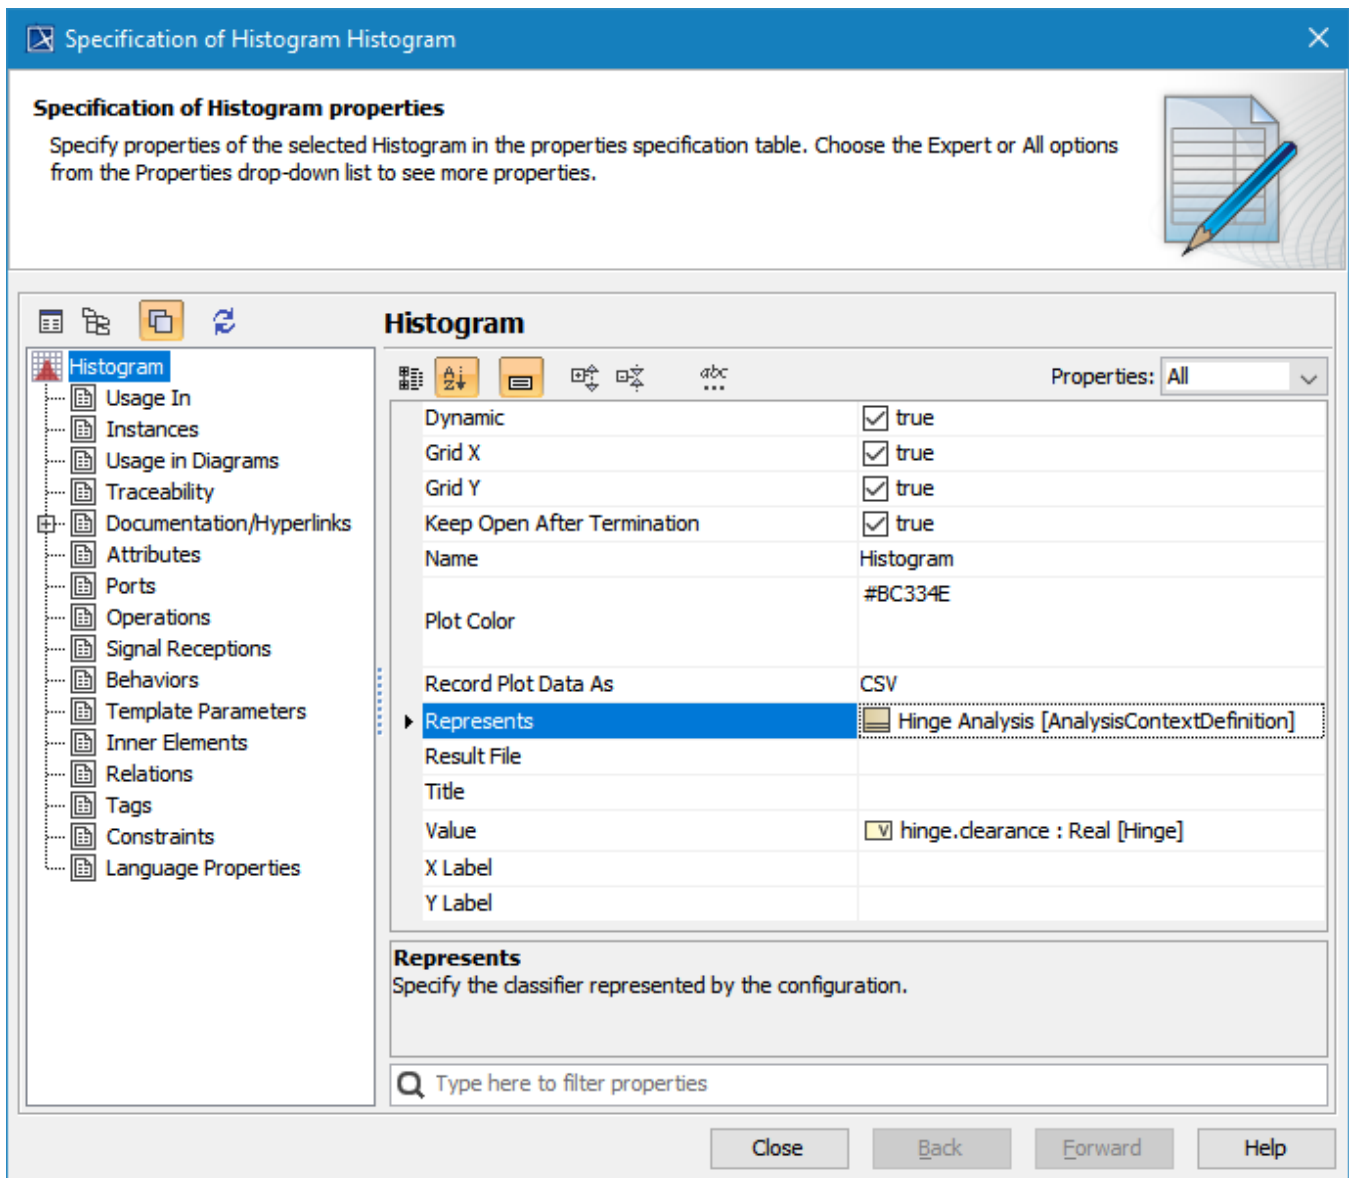 Specification of Histogram Histogram
Specification of Histogram properties
Specify properties of the selected Histogram in the properties specification table. Choose the Expert or All options
from the Properties drop-down list to see more properties.
Histogram
Histogram
Usage In
Instances
Usage in Diagrams
Traceability
Documentation/Hyperlinks
Attributes
Ports
Operations
Signal Receptions
Behaviors
Template Parameters
Inner Elements
Relations
Tags
Constraints
Language Properties
abc
Properties: All
Dynamic true
Grid X true
Grid Y true
Keep Open After Termination true
Name Histogram
Plot Color #BC334E
Record Plot Data As CSV
Represents Hinge Analysis [AnalysisContextDefinition]
Result File
Title
Value V hinge.clearance : Real [Hinge]
X Label
Y Label
Represents
Specify the classifier represented by the configuration.
Type here to filter properties
Close Back Forward Help